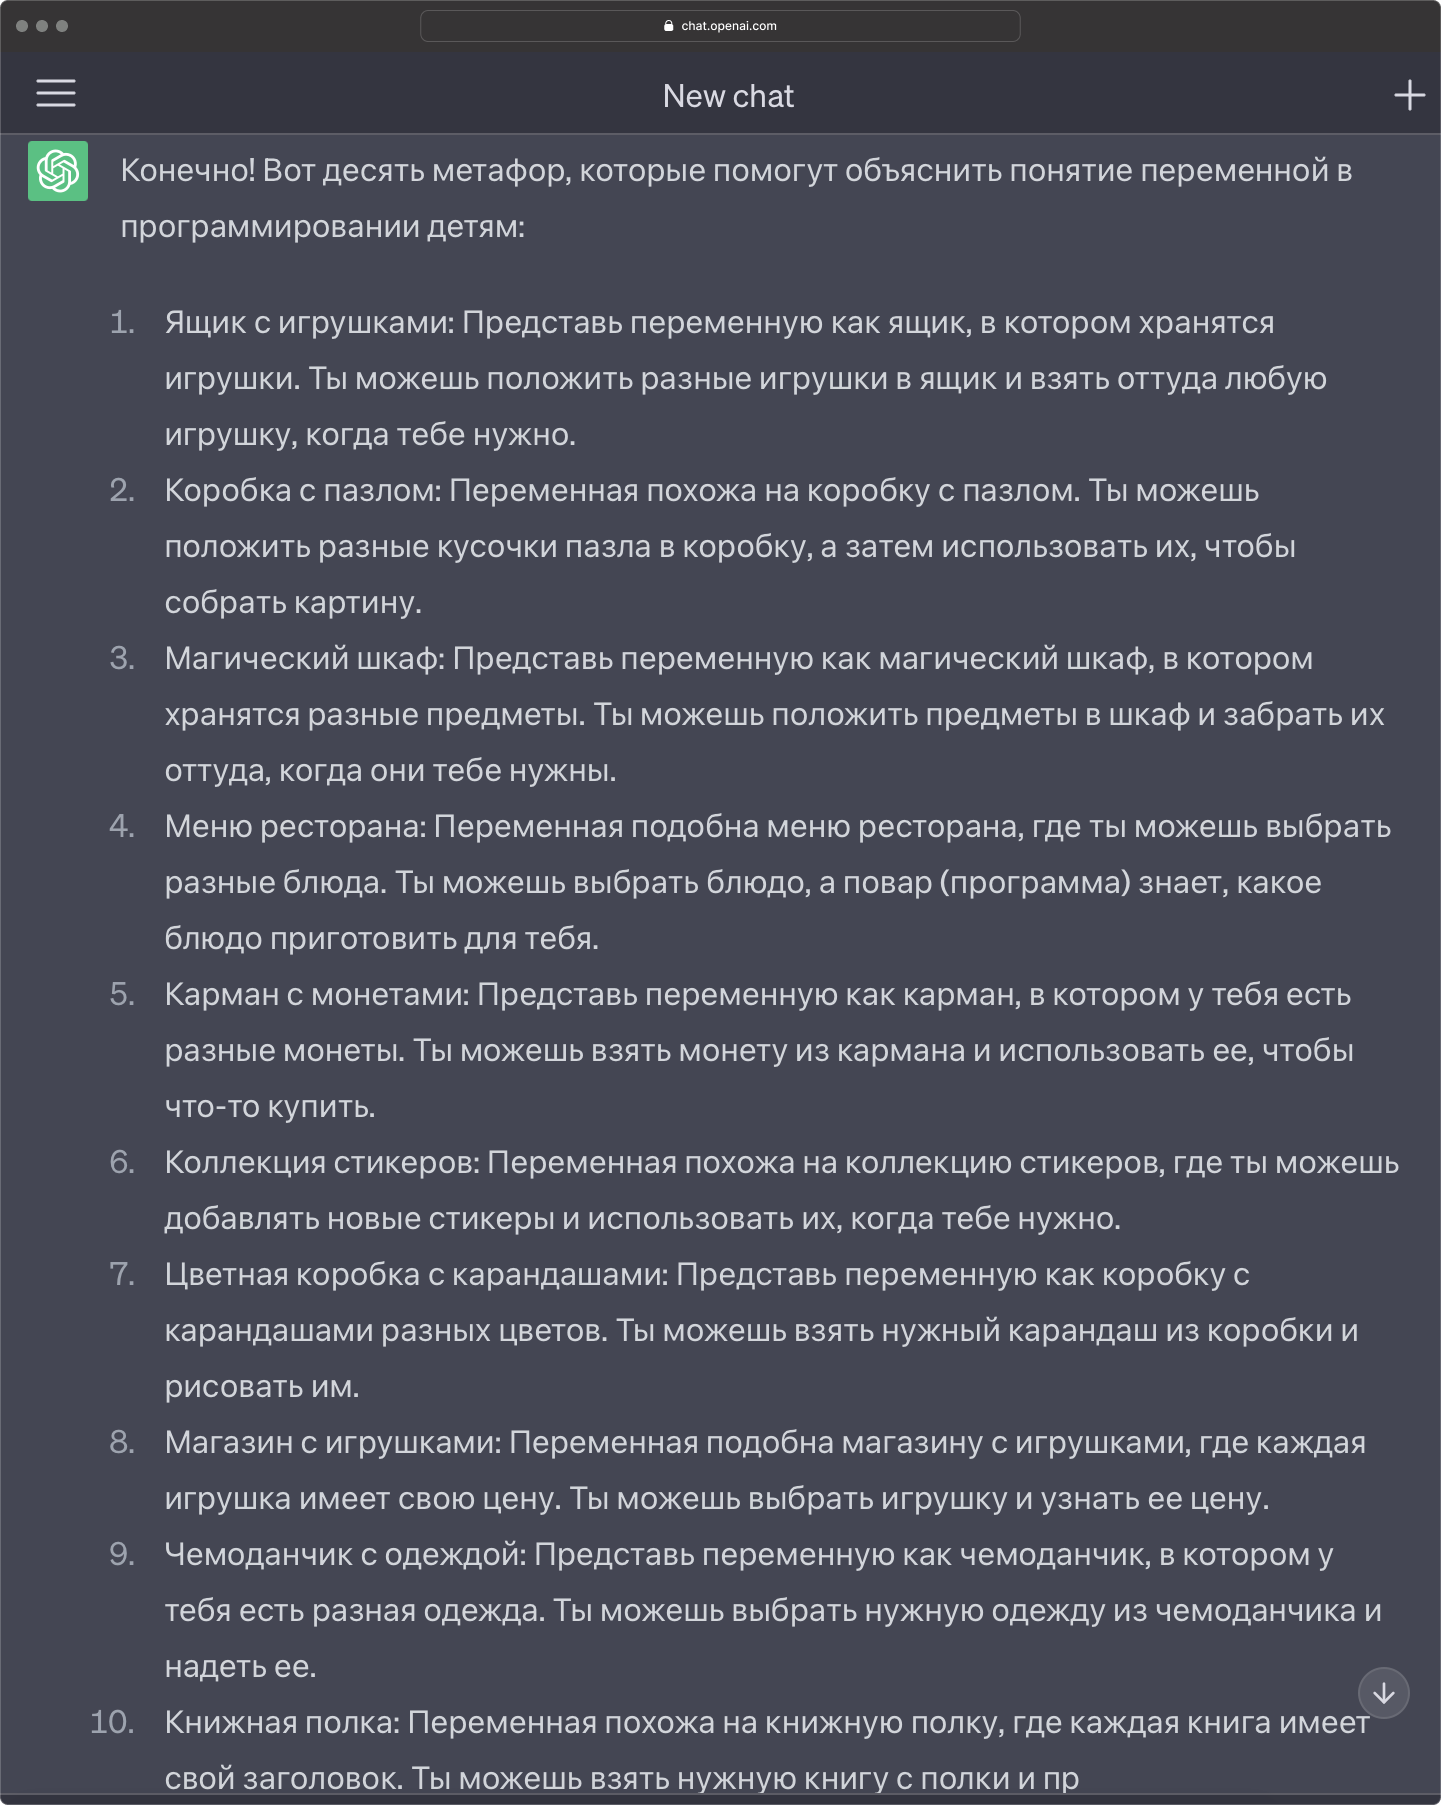 chat.openai.com
New chat
Конечно! Вот десять метафор, которые помогут объяснить понятие переменной в
программировании детям:
1. Ящик с игрушками: Представь переменную как ящик, в котором хранятся
игрушки. Ты можешь положить разные игрушки в ящик и взять оттуда любую
игрушку, когда тебе нужно.
2. Коробка с пазлом: Переменная похожа на коробку с пазлом. Ты можешь
положить разные кусочки пазла в коробку, а затем использовать их, чтобы
собрать картину.
3. Магический шкаф: Представь переменную как магический шкаф, в котором
хранятся разные предметы. Ты можешь положить предметы в шкаф и забрать их
оттуда, когда они тебе нужны.
4. Меню ресторана: Переменная подобна меню ресторана, где ты можешь выбрать
разные блюда. Ты можешь выбрать блюдо, а повар (программа) знает, какое
блюдо приготовить для тебя.
5. Карман с монетами: Представь переменную как карман, в котором у тебя есть
разные монеты. Ты можешь взять монету из кармана и использовать ее, чтобы
что-то купить.
6. Коллекция стикеров: Переменная похожа на коллекцию стикеров, где ты можешь
добавлять новые стикеры и использовать их, когда тебе нужно.
7. Цветная коробка с карандашами: Представь переменную как коробку с
карандашами разных цветов. Ты можешь взять нужный карандаш из коробки и
рисовать им.
8. Магазин с игрушками: Переменная подобна магазину с игрушками, где каждая
игрушка имеет свою цену. Ты можешь выбрать игрушку и узнать ее цену.
9. Чемоданчик с одеждой: Представь переменную как чемоданчик, в котором у
тебя есть разная одежда. Ты можешь выбрать нужную одежду из чемоданчика и
надеть ее.
10. Книжная полка: Переменная похожа на книжную полку, где каждая книга имеет
свой заголовок. Ты можешь взять нужную книгу с полки и пр